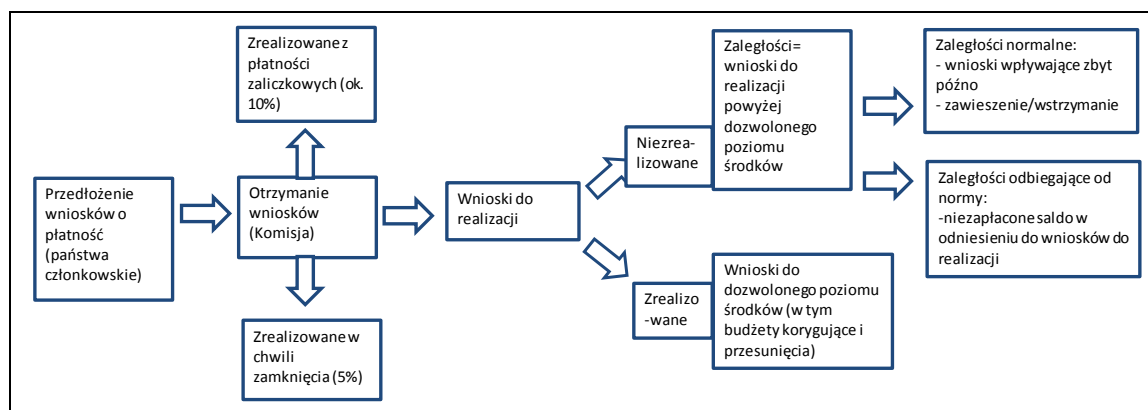 Przedłożenie
wniosków o
płatność
(państwa
członkowskie)
Zrealizowane z
płatności
zaliczkowych (ok.
10%)
Otrzymanie
wniosków
(Komisja)
Zrealizowane w
chwili
zamknięcia (5%)
Wnioski do
realizacji
Niezrea-
lizowane
Zaległości=
wnioski do
realizacji
powyżej
dozwolonego
poziomu
środków
Zaległości normalne:
- wnioski wpływające zbyt
późno
- zawieszenie/wstrzymanie
Zaległości odbiegające od
normy:
-niezapłacone saldo w
odniesieniu do wniosków do
realizacji
Zrealizo
-wane
Wnioski do
dozwolonego poziomu
środków (w tym
budżety korygujące i
przesunięcia)